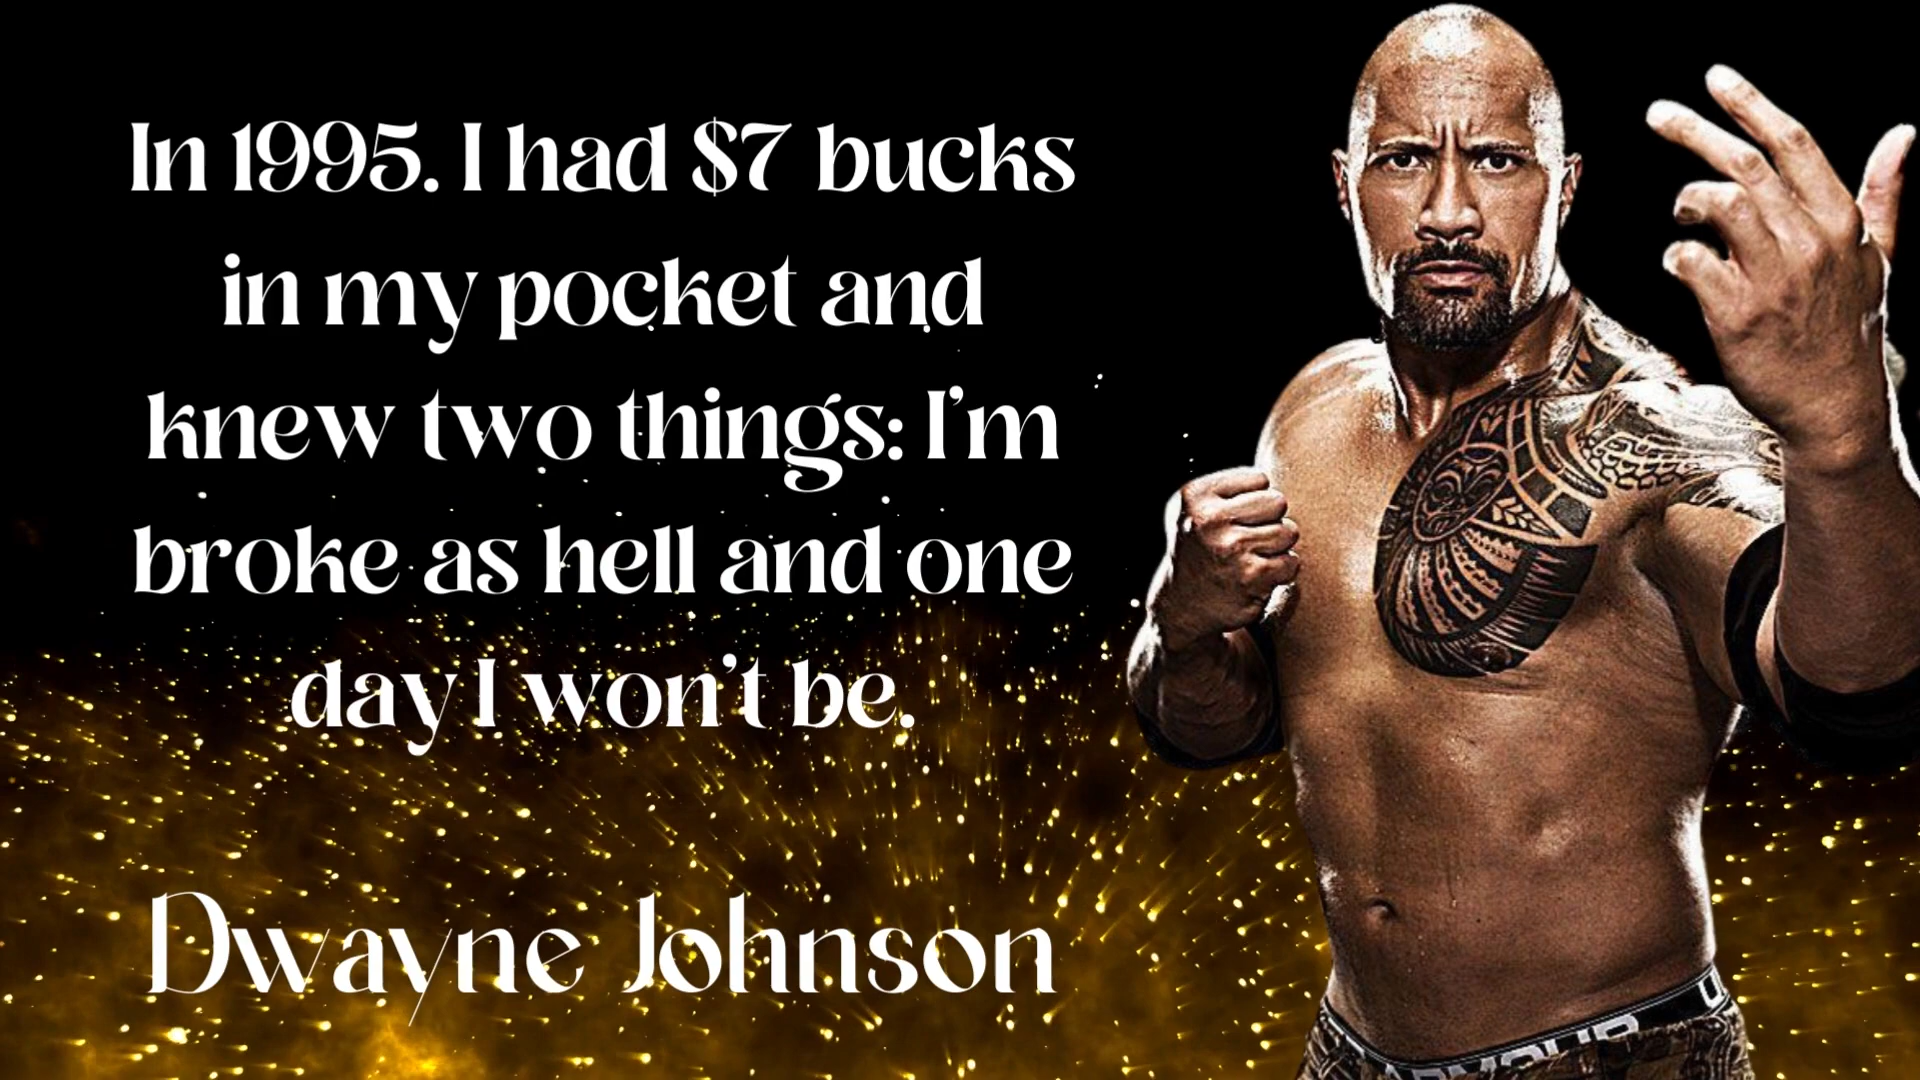 In 1995. I had $7 bucks
in my pocket and
knew two things: I'm
broke as hell and one
day I won't be.
Dwayne Johnson